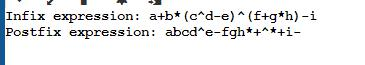 Infix expression: a+b*(c^d-e)^(f+g*h)-i
Postfix expression: abcd^e-fgh*+^*+i-